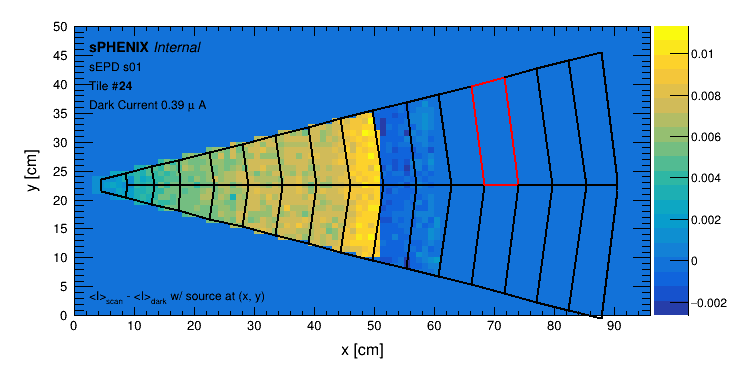 sPHENIX Internal
sEPD s01
Tile #24
Dark Current 0.39 μ A
<I>scan - <I>dark w/ source at (x, y)
y [cm]
50
45
40
35
30
25
20
15
10
5
0
0 10 20 30 40 50 60 70 80 90
x [cm]
0.01
0.008
0.006
0.004
0.002
0
−0.002